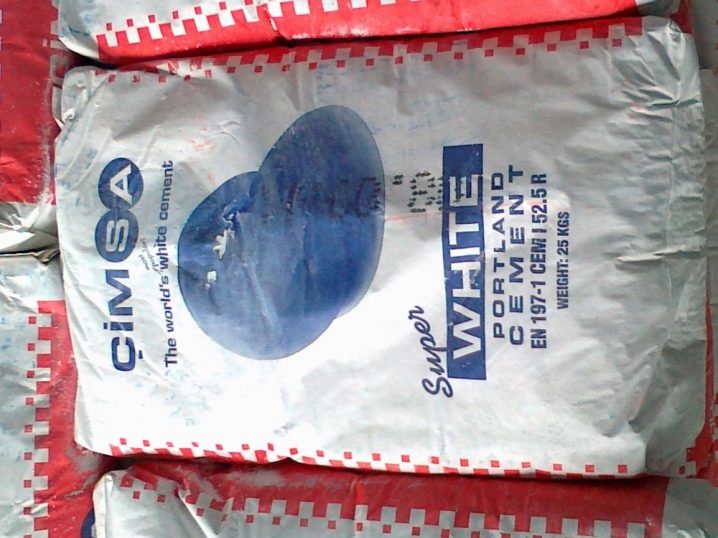 ÇİMSA
The world's white cement
Super
WHITE
PORTLAND
CEMENT
EN 197-1 CEM I 52.5 R
WEIGHT: 25 KGS